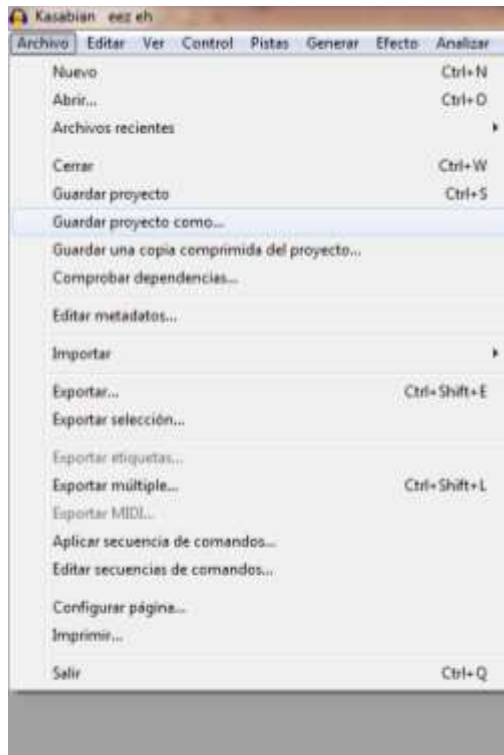 Kasabian eez eh
Archivo Editar Ver Control Pistas Generar Efecto Analizar
Nuevo Ctrl+N
Abrir... Ctrl+O
Archivos recientes
Cerrar Ctrl+W
Guardar proyecto Ctrl+S
Guardar proyecto como...
Guardar una copia comprimida del proyecto...
Comprobar dependencias...
Editar metadatos...
Importar
Exportar... Ctrl+Shift+E
Exportar selección...
Exportar etiquetas...
Exportar múltiple... Ctrl+Shift+L
Exportar MIDI...
Aplicar secuencia de comandos...
Editar secuencias de comandos...
Configurar página...
Imprimir...
Salir Ctrl+Q